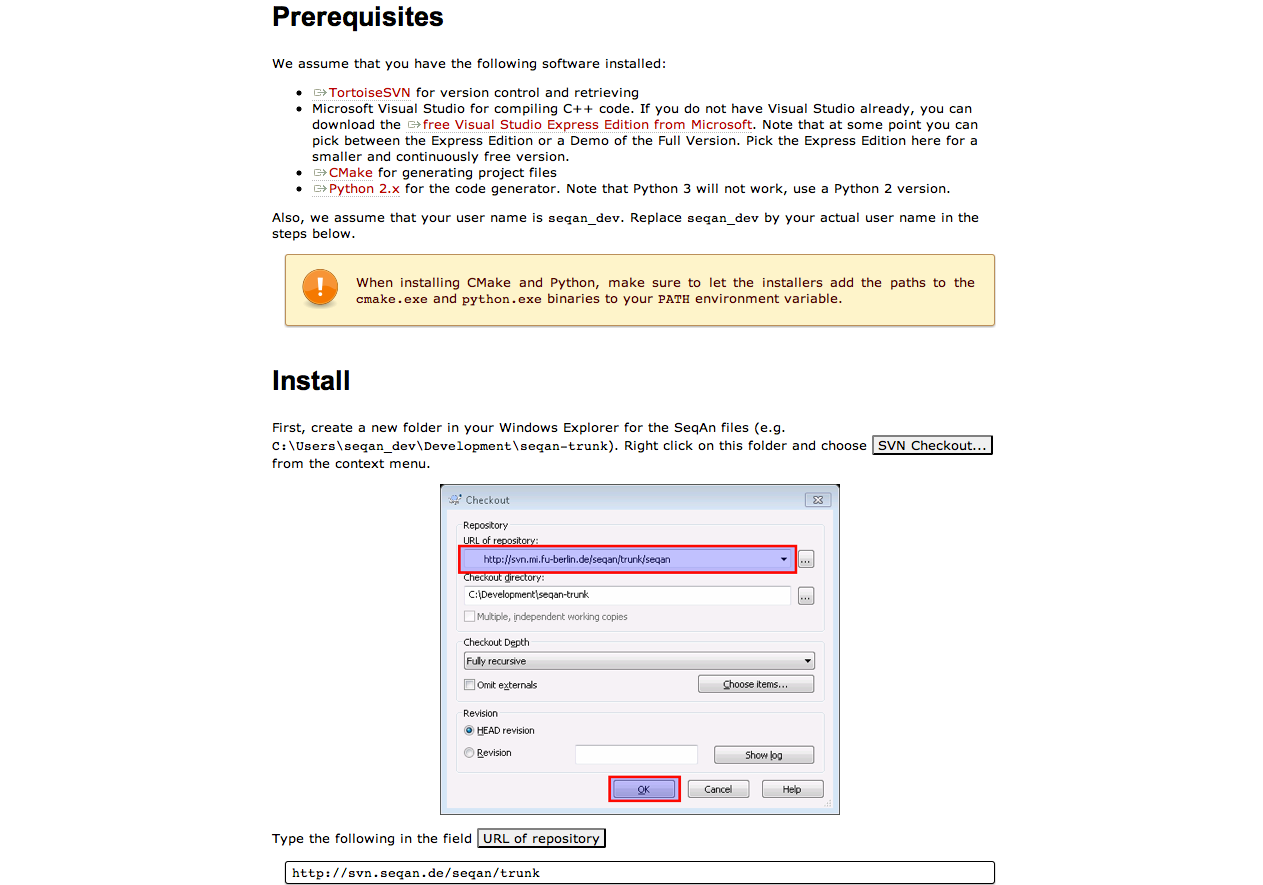 Prerequisites
We assume that you have the following software installed:
TortoiseSVN for version control and retrieving
Microsoft Visual Studio for compiling C++ code. If you do not have Visual Studio already, you can
download the free Visual Studio Express Edition from Microsoft. Note that at some point you can
pick between the Express Edition or a Demo of the Full Version. Pick the Express Edition here for a
smaller and continuously free version.
CMake for generating project files
Python 2.x for the code generator. Note that Python 3 will not work, use a Python 2 version.
Also, we assume that your user name is seqan_dev. Replace seqan_dev by your actual user name in the
steps below.
When installing CMake and Python, make sure to let the installers add the paths to the
cmake.exe and python.exe binaries to your PATH environment variable.
Install
First, create a new folder in your Windows Explorer for the SeqAn files (e.g.
C:\Users\seqan_dev\Development\seqan-trunk). Right click on this folder and choose SVN Checkout...
from the context menu.
Checkout
Repository
URL of repository:
http://svn.mi.fu-berlin.de/seqan/trunk/seqan
...
Checkout directory:
C:\Development\seqan-trunk
...
Multiple, independent working copies
Checkout Depth
Fully recursive
Omit externals
Choose items...
Revision
HEAD revision
Revision
Show log
OK
Cancel
Help
Type the following in the field URL of repository
http://svn.seqan.de/seqan/trunk